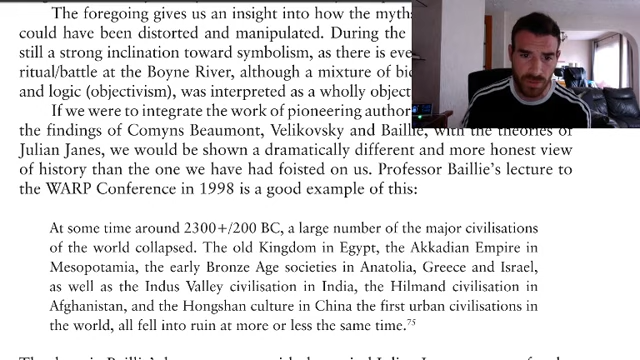 The foregoing gives us an insight into how the myths
could have been distorted and manipulated. During the
still a strong inclination toward symbolism, as there is eve
ritual/battle at the Boyne River, although a mixture of bic
and logic (objectivism), was interpreted as a wholly object
If we were to integrate the work of pioneering author
the findings of Comyns Beaumont, Velikovsky and Baillie, with the theories of
Julian Janes, we would be shown a dramatically different and more honest view
of history than the one we have had foisted on us. Professor Baillie's lecture to
the WARP Conference in 1998 is a good example of this:
At some time around 2300+/200 BC, a large number of the major civilisations
of the world collapsed. The old Kingdom in Egypt, the Akkadian Empire in
Mesopotamia, the early Bronze Age societies in Anatolia, Greece and Israel,
as well as the Indus Valley civilisation in India, the Hilmand civilisation in
Afghanistan, and the Hongshan culture in China the first urban civilisations in
the world, all fell into ruin at more or less the same time.75